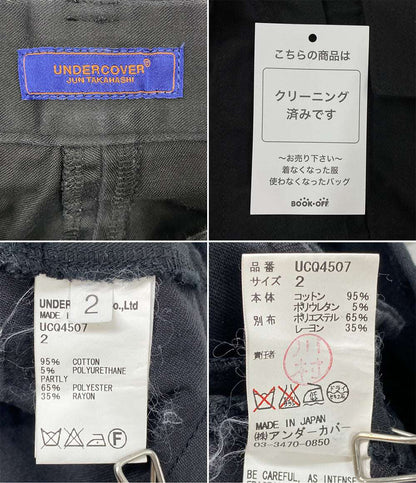 UNDERCOVER®
JUN TAKAHASHI
こちらの商品は
クリーニング
済みです
～お売り下さい～
着なくなった服
使わなくなったバッグ
BOOK-OFF
UNDER
2
o.,Ltd
MADE I
UCQ4507
2
95% COTTON
5% POLYURETHANE
PARTLY
65% POLYESTER
35% RAYON
F
品番 UCQ4507
サイズ 2
本体 コットン 95%
ポリウレタン 5%
別布 ポリエステル 65%
レーヨン 35%
責任者
ドライ
MADE IN JAPAN
㈱アンダーカバー
03-3470-0850
BE CAREFUL, AS INTENSE